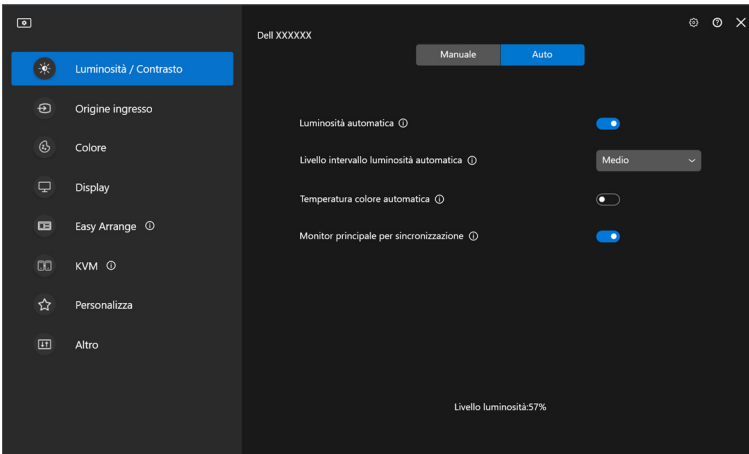 Dell XXXXXX
Manuale Auto
Luminosità / Contrasto
Origine ingresso
Colore
Display
Easy Arrange
KVM
Personalizza
Altro
Luminosità automatica
Livello intervallo luminosità automatica Medio
Temperatura colore automatica
Monitor principale per sincronizzazione
Livello luminosità:57%